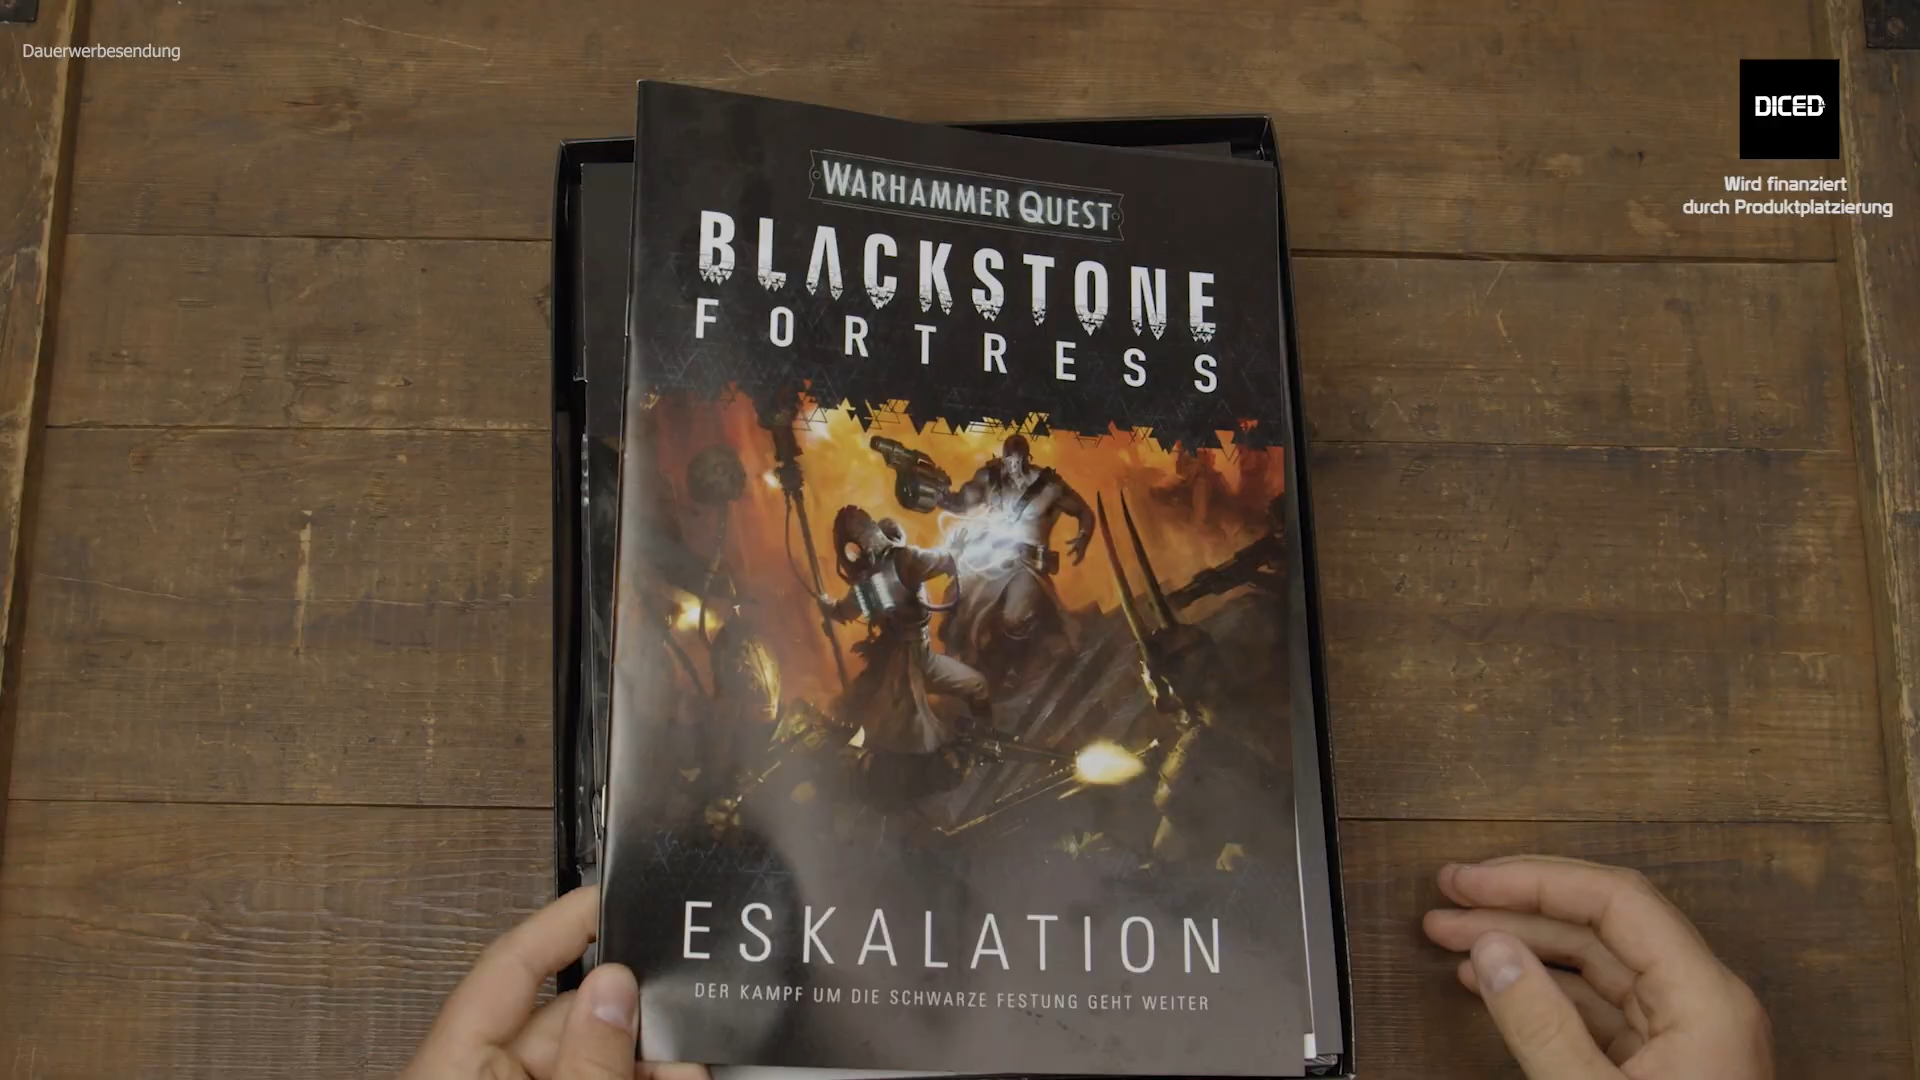 Dauerwerbesendung
DICED
Wird finanziert
durch Produktplatzierung
WARHAMMER QUEST
BLACKSTONE
FORTRESS
ESKALATION
DER KAMPF UM DIE SCHWARZE FESTUNG GEHT WEITER